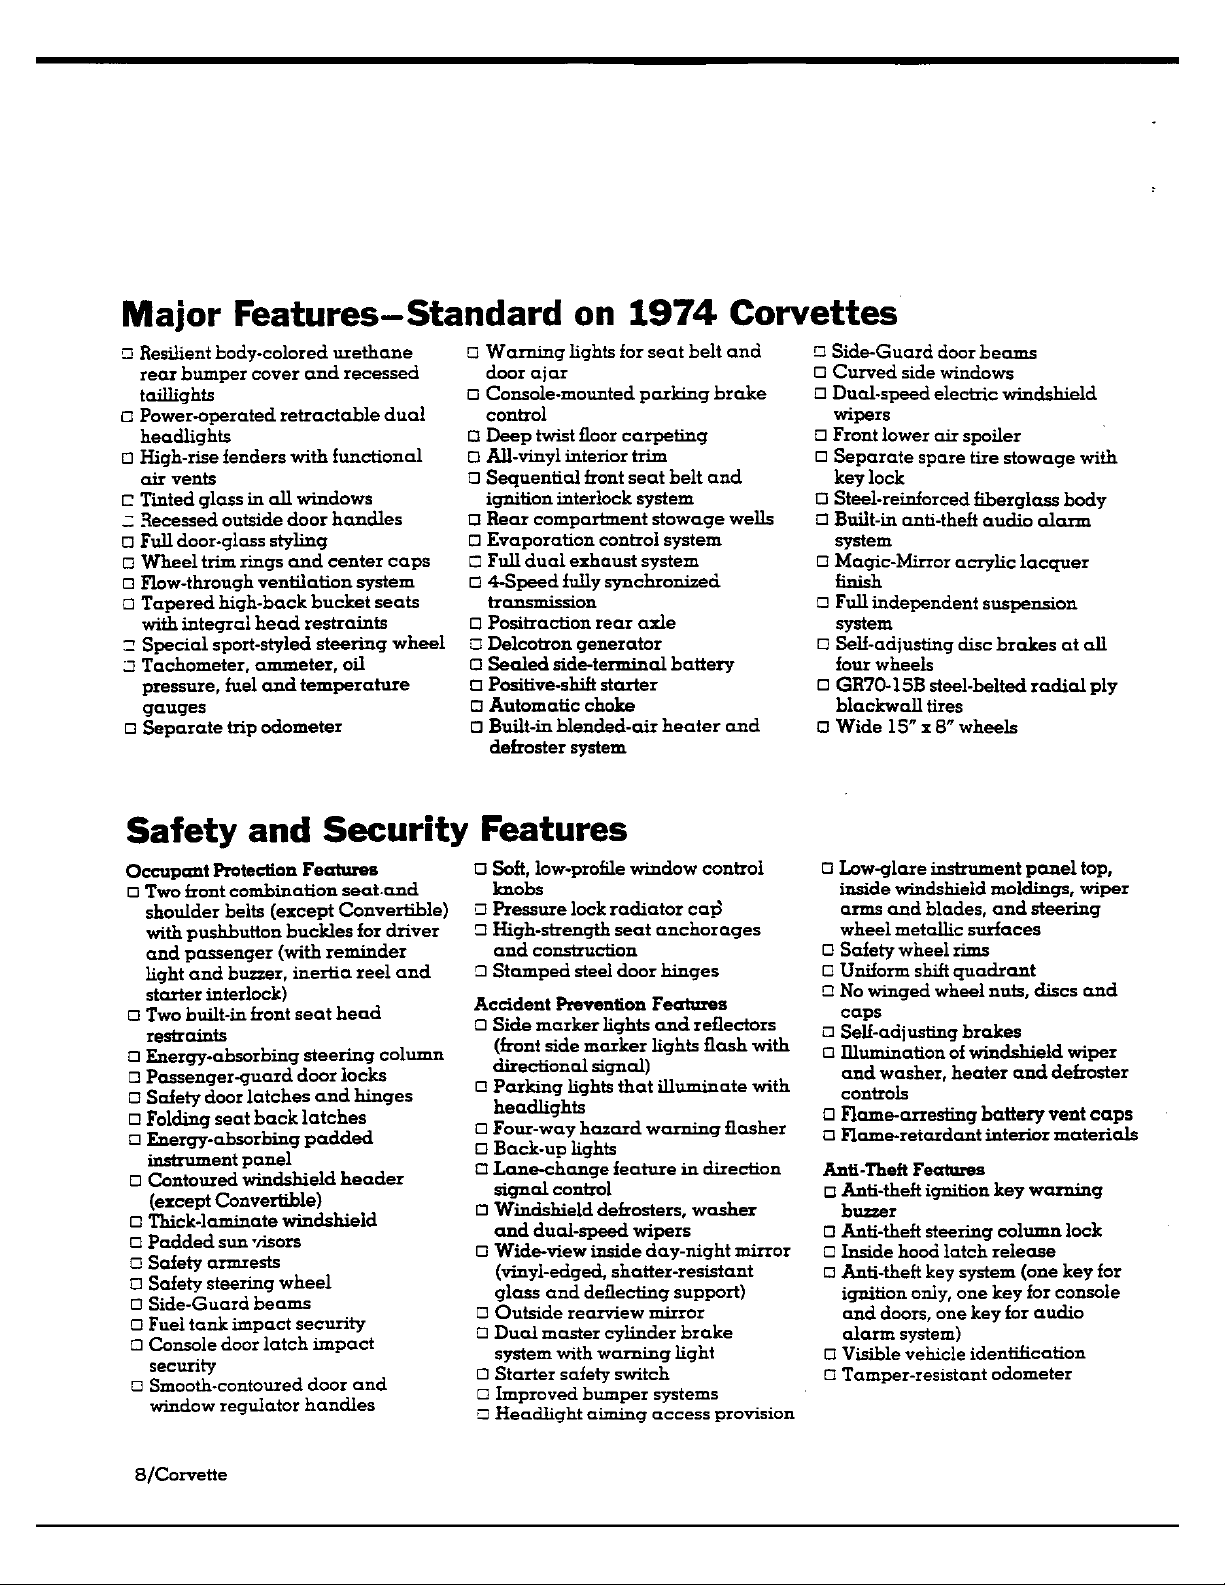 Major Features—Standard on 1974 Corvettes
□ Resilient body-colored urethane
rear bumper cover and recessed
taillights
□ Power-operated retractable dual
headlights
□ High-rise fenders with functional
air vents
□ Tinted glass in all windows
□ Recessed outside door handles
□ Full door-glass styling
□ Wheel trim rings and center caps
□ Flow-through ventilation system
□ Tapered high-back bucket seats
with integral head restraints
□ Special sport-styled steering wheel
□ Tachometer, ammeter, oil
pressure, fuel and temperature
gauges
□ Separate trip odometer
□ Warning lights for seat belt and
door ajar
□ Console-mounted parking brake
control
□ Deep twist floor carpeting
□ All-vinyl interior trim
□ Sequential front seat belt and
ignition interlock system
□ Rear compartment stowage wells
□ Evaporation control system
□ Full dual exhaust system
□ 4-Speed fully synchronized
transmission
□ Positraction rear axle
□ Delcotron generator
□ Sealed side-terminal battery
□ Positive-shift starter
□ Automatic choke
□ Built-in blended-air heater and
defroster system
□ Side-Guard door beams
□ Curved side windows
□ Dual-speed electric windshield
wipers
□ Front lower air spoiler
□ Separate spare tire stowage with
key lock
□ Steel-reinforced fiberglass body
□ Built-in anti-theft audio alarm
system
□ Magic-Mirror acrylic lacquer
finish
□ Full independent suspension
system
□ Self-adjusting disc brakes at all
four wheels
□ GR70-15B steel-belted radial ply
blackwall tires
□ Wide 15" x 8" wheels
Safety and Security Features
Occupant Protection Features
□ Two front combination seat and
shoulder belts (except Convertible)
with pushbutton buckles for driver
and passenger (with reminder
light and buzzer, inertia reel and
starter interlock)
□ Two built-in front seat head
restraints
□ Energy-absorbing steering column
□ Passenger-guard door locks
□ Safety door latches and hinges
□ Folding seat back latches
□ Energy-absorbing padded
instrument panel
□ Contoured windshield header
(except Convertible)
□ Thick-laminate windshield
□ Padded sun visors
□ Safety armrests
□ Safety steering wheel
□ Side-Guard beams
□ Fuel tank impact security
□ Console door latch impact
security
□ Smooth-contoured door and
window regulator handles
□ Soft, low-profile window control
knobs
□ Pressure lock radiator cap
□ High-strength seat anchorages
and construction
□ Stamped steel door hinges
Accident Prevention Features
□ Side marker lights and reflectors
(front side marker lights flash with
directional signal)
□ Parking lights that illuminate with
headlights
□ Four-way hazard warning flasher
□ Back-up lights
□ Lane-change feature in direction
signal control
□ Windshield defrosters, washer
and dual-speed wipers
□ Wide-view inside day-night mirror
(vinyl-edged, shatter-resistant
glass and deflecting support)
□ Outside rearview mirror
□ Dual master cylinder brake
system with warning light
□ Starter safety switch
□ Improved bumper systems
□ Headlight aiming access provision
□ Low-glare instrument panel top,
inside windshield moldings, wiper
arms and blades, and steering
wheel metallic surfaces
□ Safety wheel rims
□ Uniform shift quadrant
□ No winged wheel nuts, discs and
caps
□ Self-adjusting brakes
□ Illumination of windshield wiper
and washer, heater and defroster
controls
□ Flame-arresting battery vent caps
□ Flame-retardant interior materials
Anti-Theft Features
□ Anti-theft ignition key warning
buzzer
□ Anti-theft steering column lock
□ Inside hood latch release
□ Anti-theft key system (one key for
ignition only, one key for console
and doors, one key for audio
alarm system)
□ Visible vehicle identification
□ Tamper-resistant odometer
8/Corvette